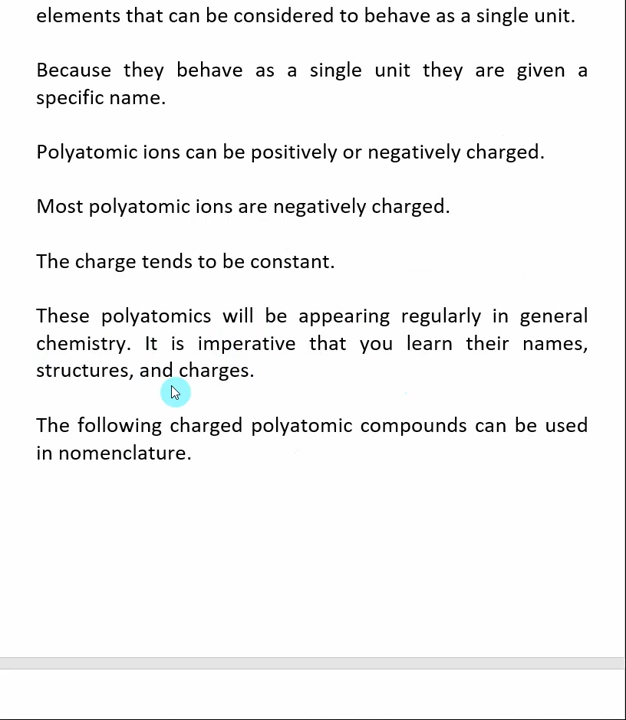 elements that can be considered to behave as a single unit.
Because they behave as a single unit they are given a
specific name.
Polyatomic ions can be positively or negatively charged.
Most polyatomic ions are negatively charged.
The charge tends to be constant.
These polyatomics will be appearing regularly in general
chemistry. It is imperative that you learn their names,
structures, and charges.
The following charged polyatomic compounds can be used
in nomenclature.